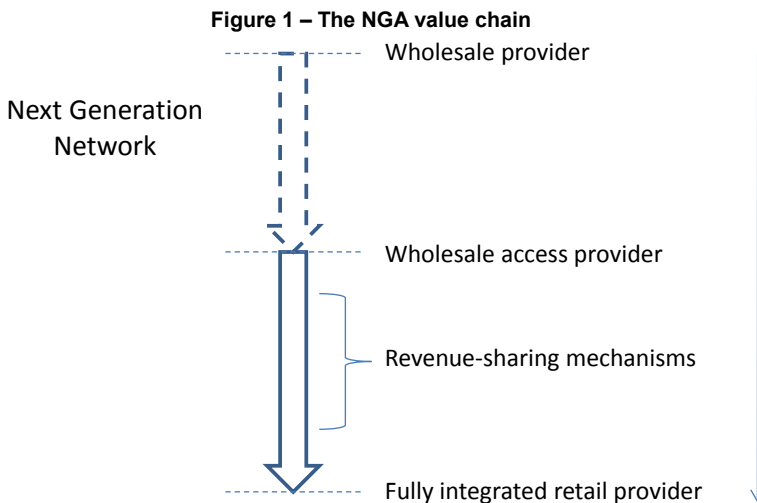 Figure 1 – The NGA value chain
Wholesale provider
Next Generation
Network
Wholesale access provider
Revenue-sharing mechanisms
Fully integrated retail provider